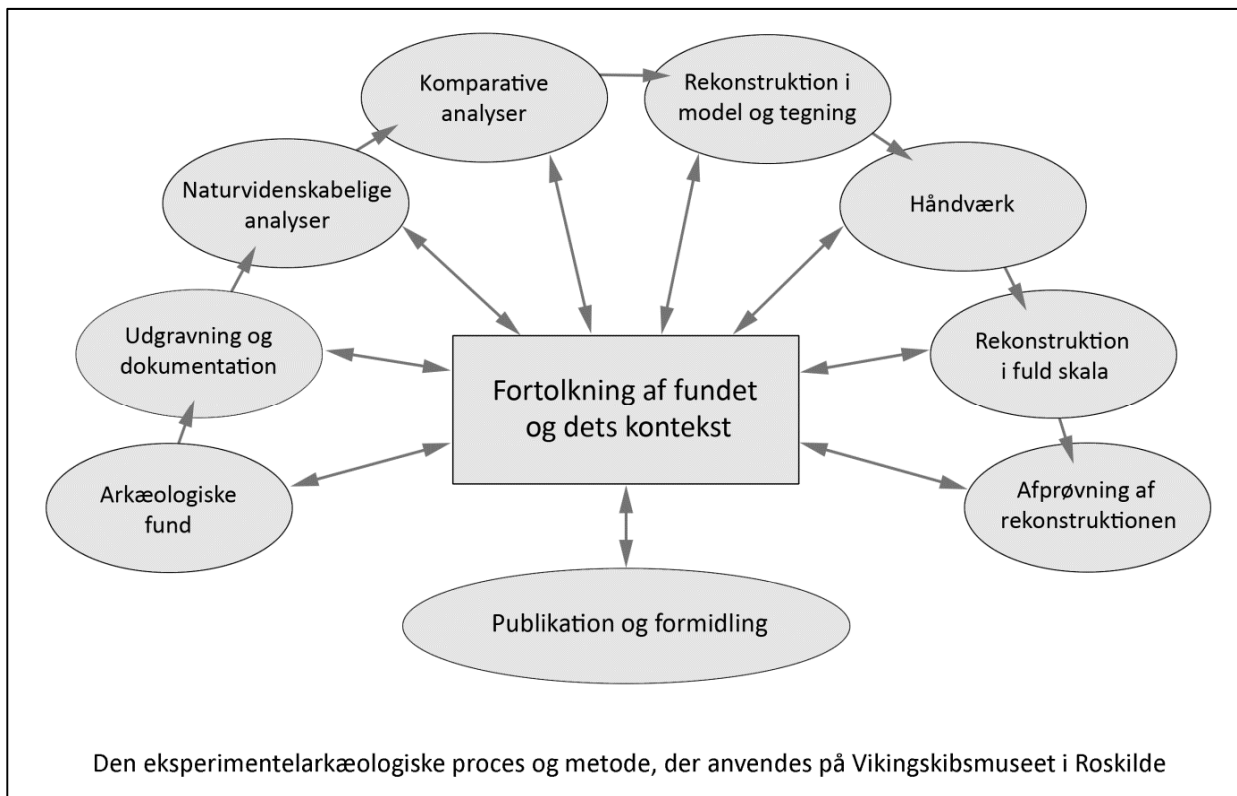 Komparative
analyser
Rekonstruktion i
model og tegning
Naturvidenskabelige
analyser
Håndværk
Udgravning og
dokumentation
Rekonstruktion
i fuld skala
Fortolkning af fundet
og dets kontekst
Arkæologiske
fund
Afprøvning af
rekonstruktionen
Publikation og formidling
Den eksperimentelarkæologiske proces og metode, der anvendes på Vikingskibsmuseet i Roskilde